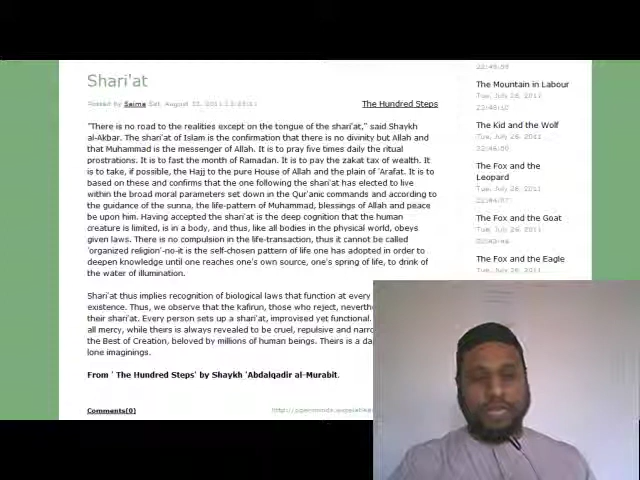 Shari'at
Posted by Saima Sat, August 2011
The Hundred Steps
"There is no road to the realities except on the tongue of the shari'at," said Shaykh
al-Akbar. The shari'at of Islam is the confirmation that there is no divinity but Allah and
that Muhammad is the messenger of Allah. It is to pray five times daily the ritual
prostrations. It is to fast the month of Ramadan. It is to pay the zakat tax of wealth. It
is to take, if possible, the Hajj to the pure House of Allah and the plain of 'Arafat. It is
based on these and confirms that the one following the shari'at has elected to live
within the broad moral parameters set down in the Qur'anic commands and according to
the guidance of the sunna, the life-pattern of Muhammad, blessings of Allah and peace
be upon him. Having accepted the shari'at is the deep cognition that the human
creature is limited, is in a body, and thus, like all bodies in the physical world, obeys
given laws. There is no compulsion in the life-transaction, thus it cannot be called
'organized religion'-no-it is the self-chosen pattern of life one has adopted in order to
deepen knowledge until one reaches one's own source, one's spring of life, to drink of
the water of illumination.
Shari'at thus implies recognition of biological laws that function at every
existence. Thus, we observe that the kafirun, those who reject,
their shari'at. Every person sets up a shari'at, improvised yet functional.
all mercy, while theirs is always revealed to be cruel, repulsive and
the Best of Creation, beloved by millions of human beings. Theirs is a
lone imaginings.
From ' The Hundred Steps' by Shaykh 'Abdalqadir al-Murabit.
Comments(0)
The Mountain in Labour
Tue, July 26, 2011
The Kid and the Wolf
Tue, July 26, 2011
The Fox and the
Leopard
Tue, July 26, 2011
The Fox and the Goat
Tue, July 26, 2011
The Fox and the Eagle
Tue, July 26, 2011